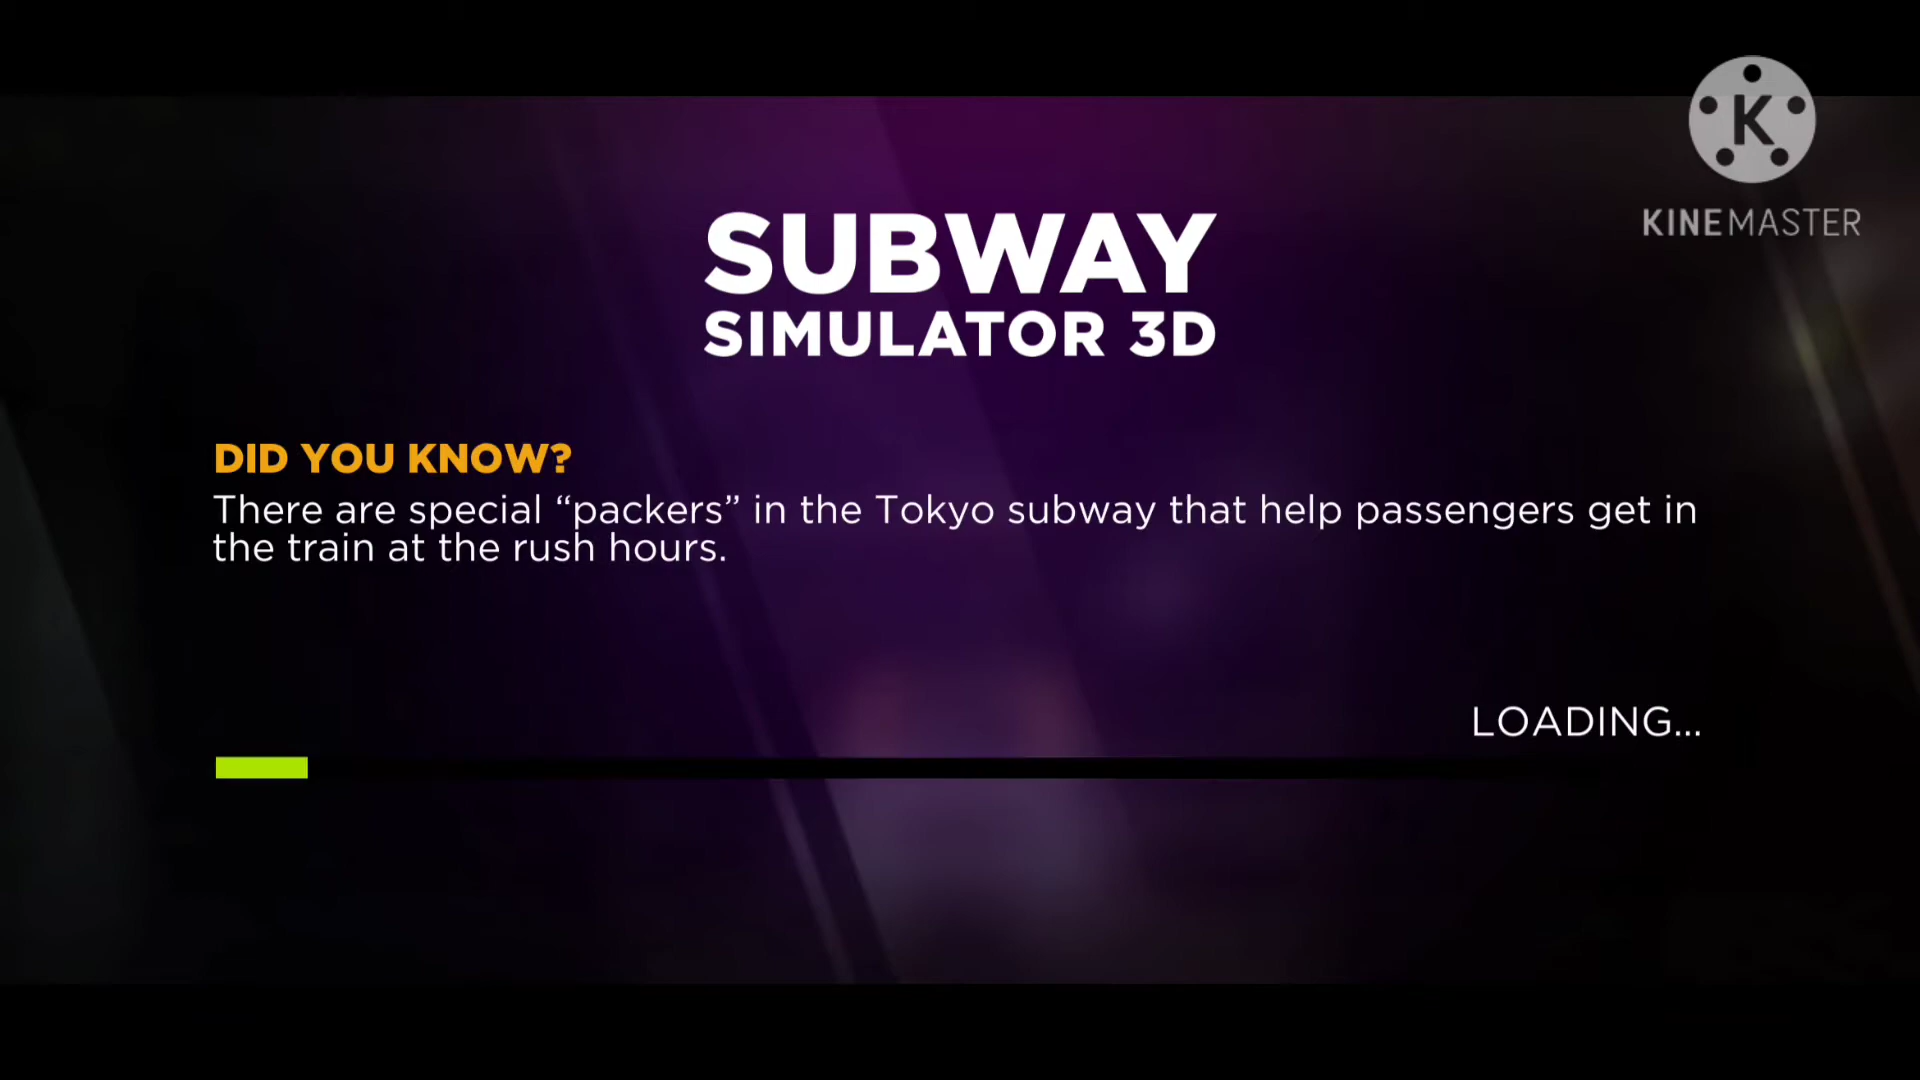 K
KINEMASTER
SUBWAY
SIMULATOR 3D
DID YOU KNOW?
There are special “packers” in the Tokyo subway that help passengers get in
the train at the rush hours.
LOADING...